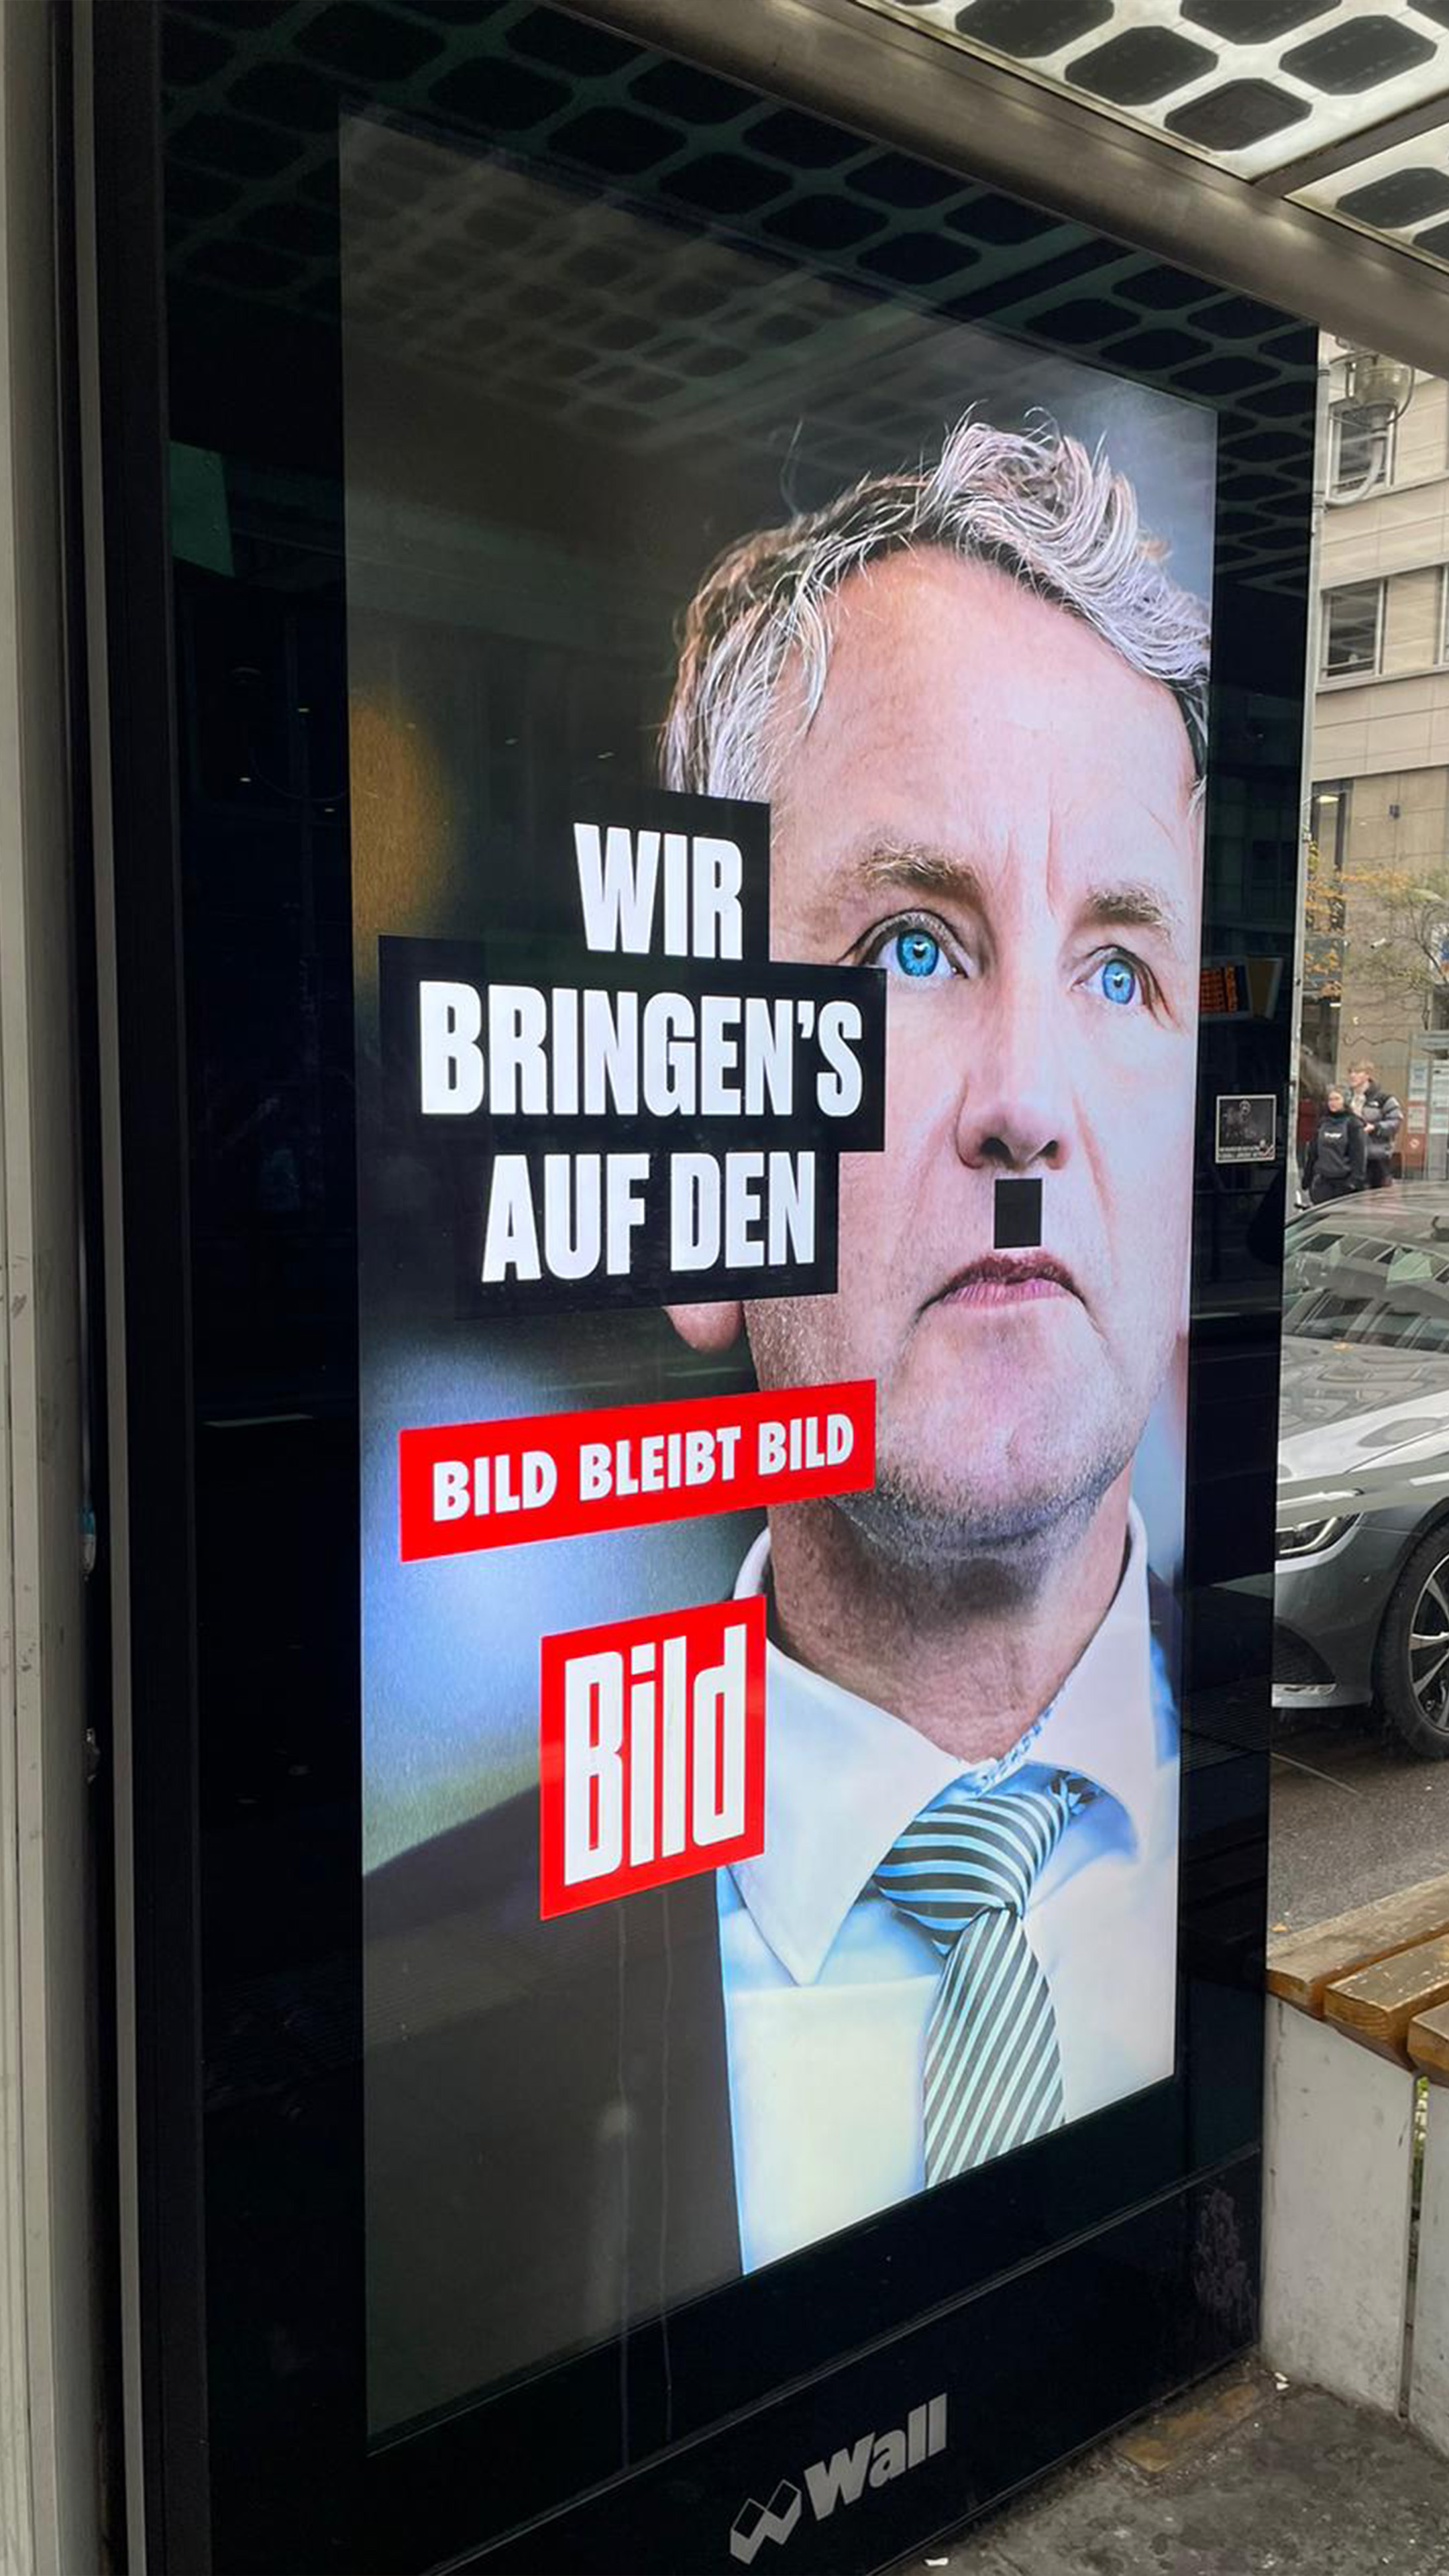 WIR
BRINGEN'S
AUF DEN
BILD BLEIBT BILD
Bild
Wall